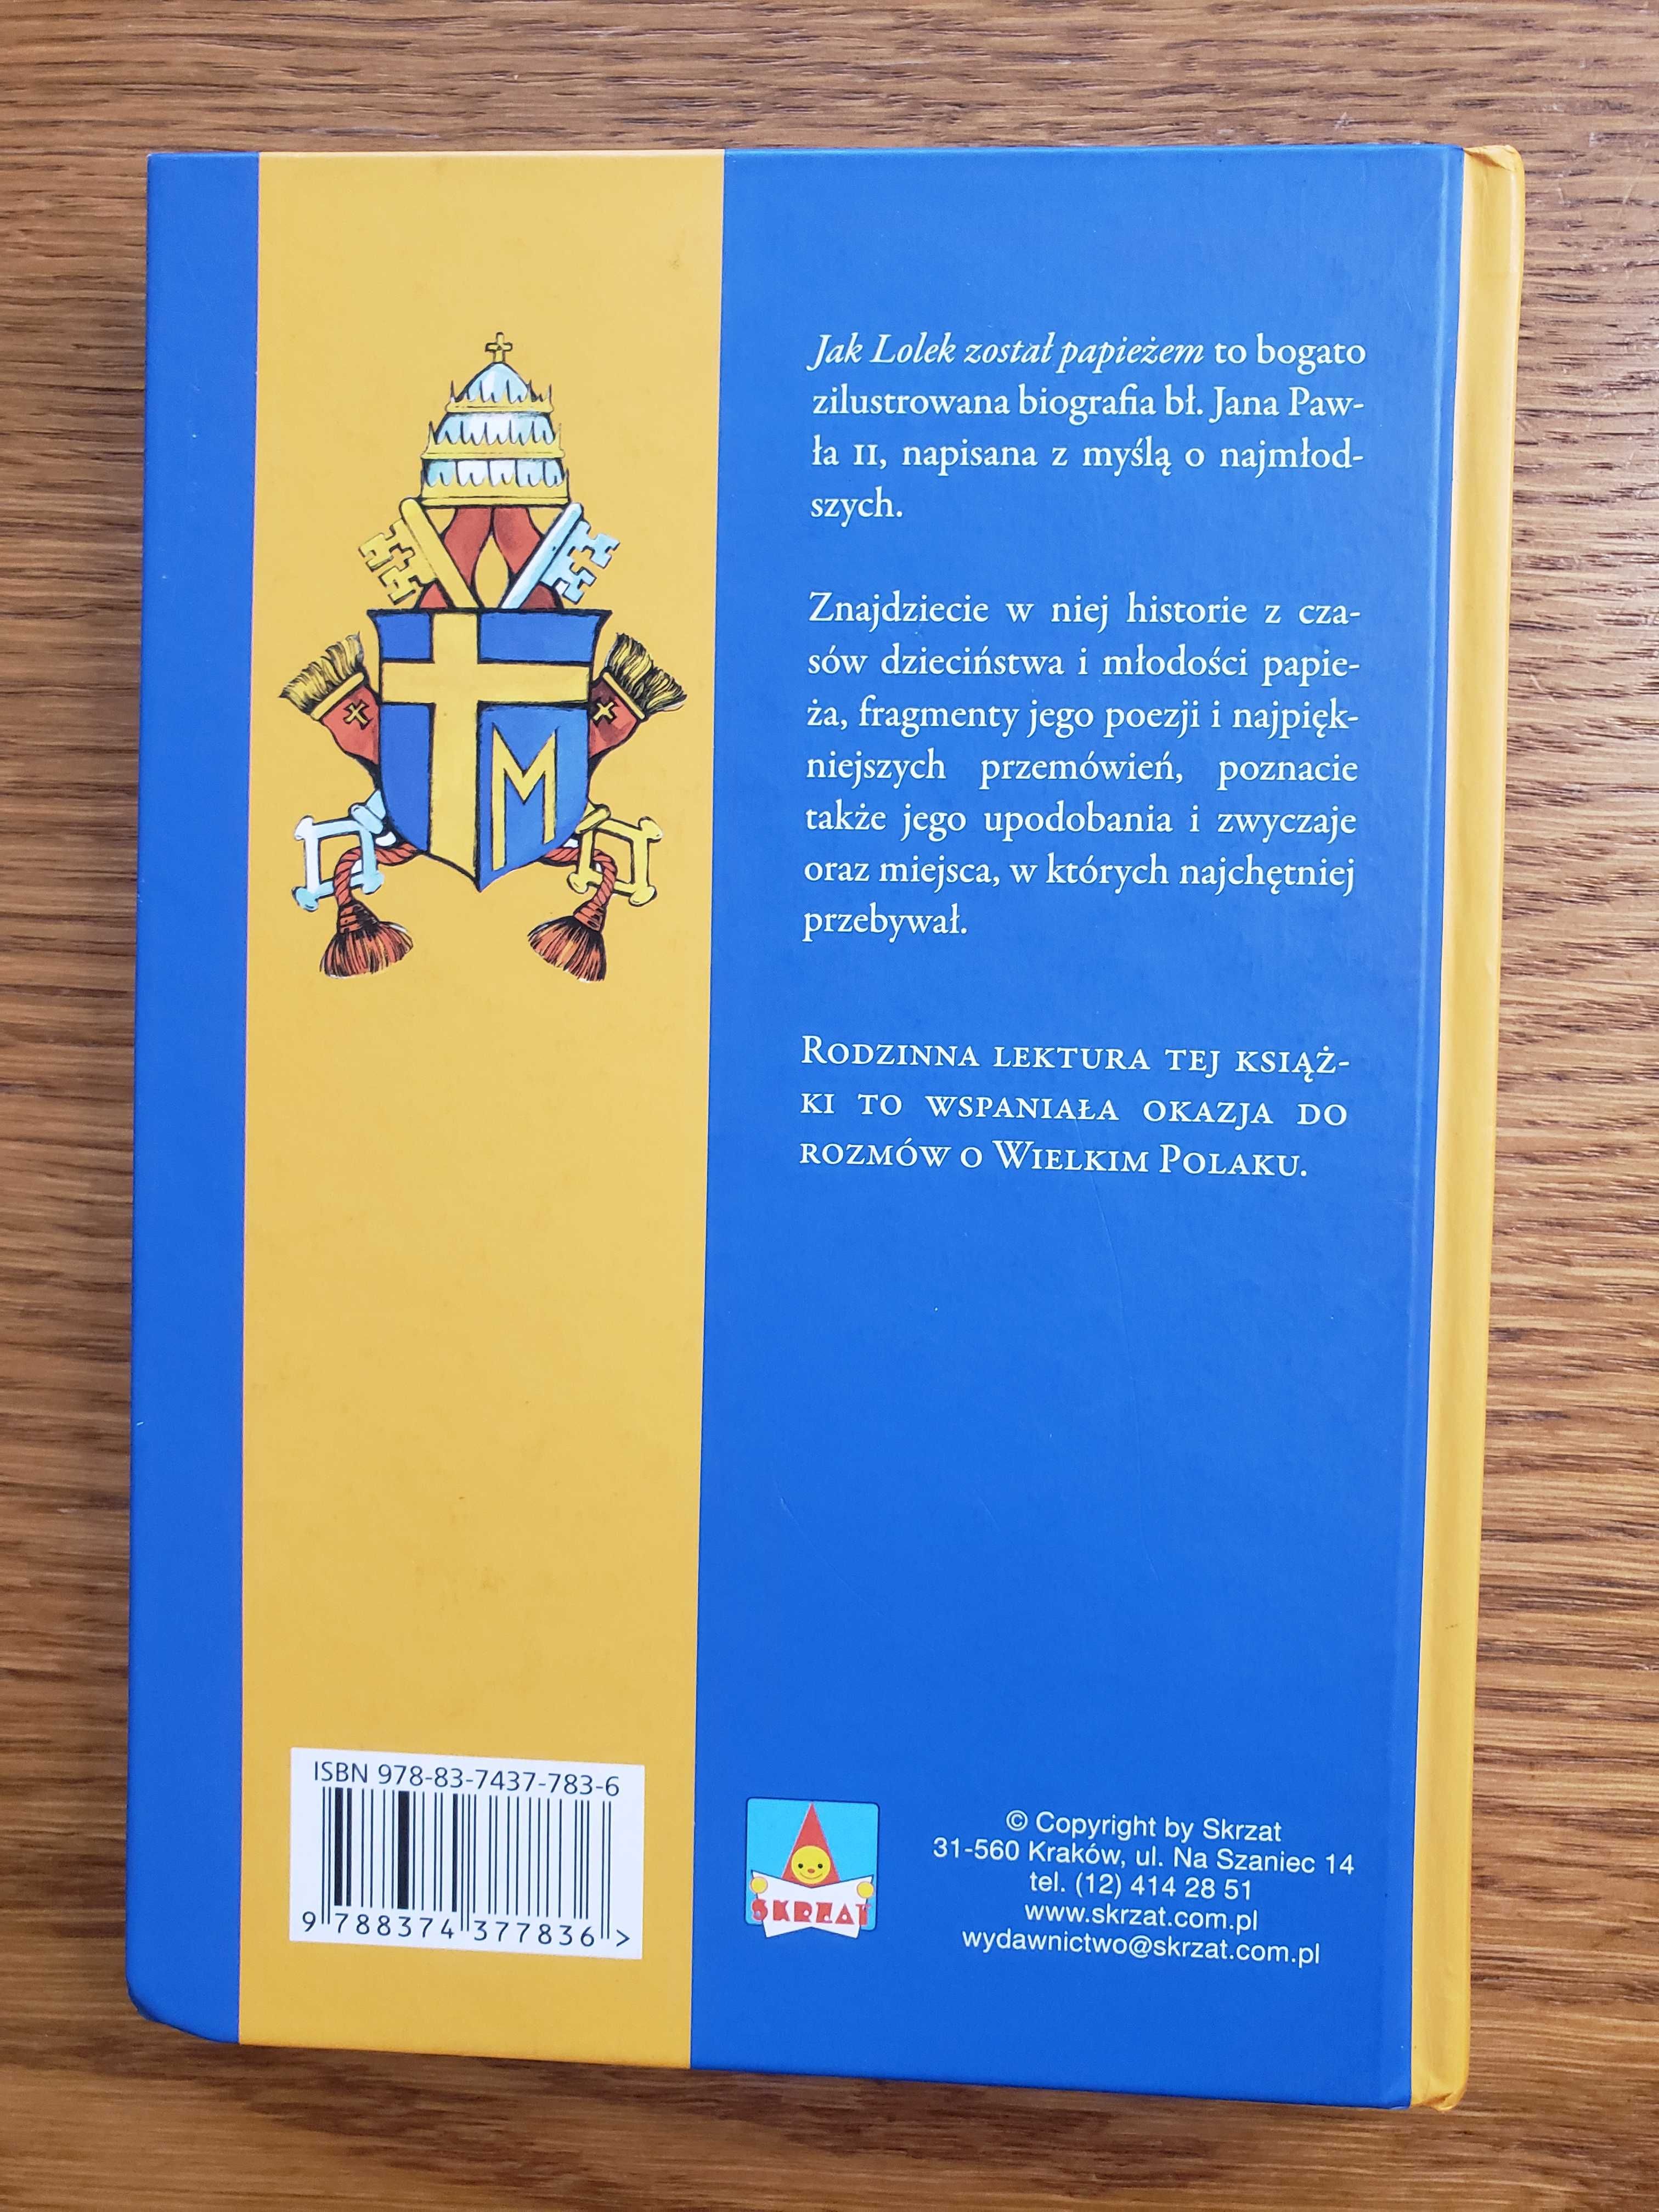 Jak Lolek został papieżem to bogato
zilustrowana biografia bł. Jana Paw-
ła II, napisana z myślą o najmłod-
szych.
Znajdziecie w niej historie z cza-
sów dzieciństwa i młodości papie-
ża, fragmenty jego poezji i najpięk-
niejszych przemówień, poznacie
także jego upodobania i zwyczaje
oraz miejsca, w których najchętniej
przebywał.
Rodzinna lektura tej książ-
ki to wspaniała okazja do
rozmów o Wielkim Polaku.
M
ISBN 978-83-7437-783-6
9 788374 377836 >
SKRZAT
© Copyright by Skrzat
31-560 Kraków, ul. Na Szaniec 14
tel. (12) 414 28 51
www.skrzat.com.pl
wydawnictwo@skrzat.com.pl